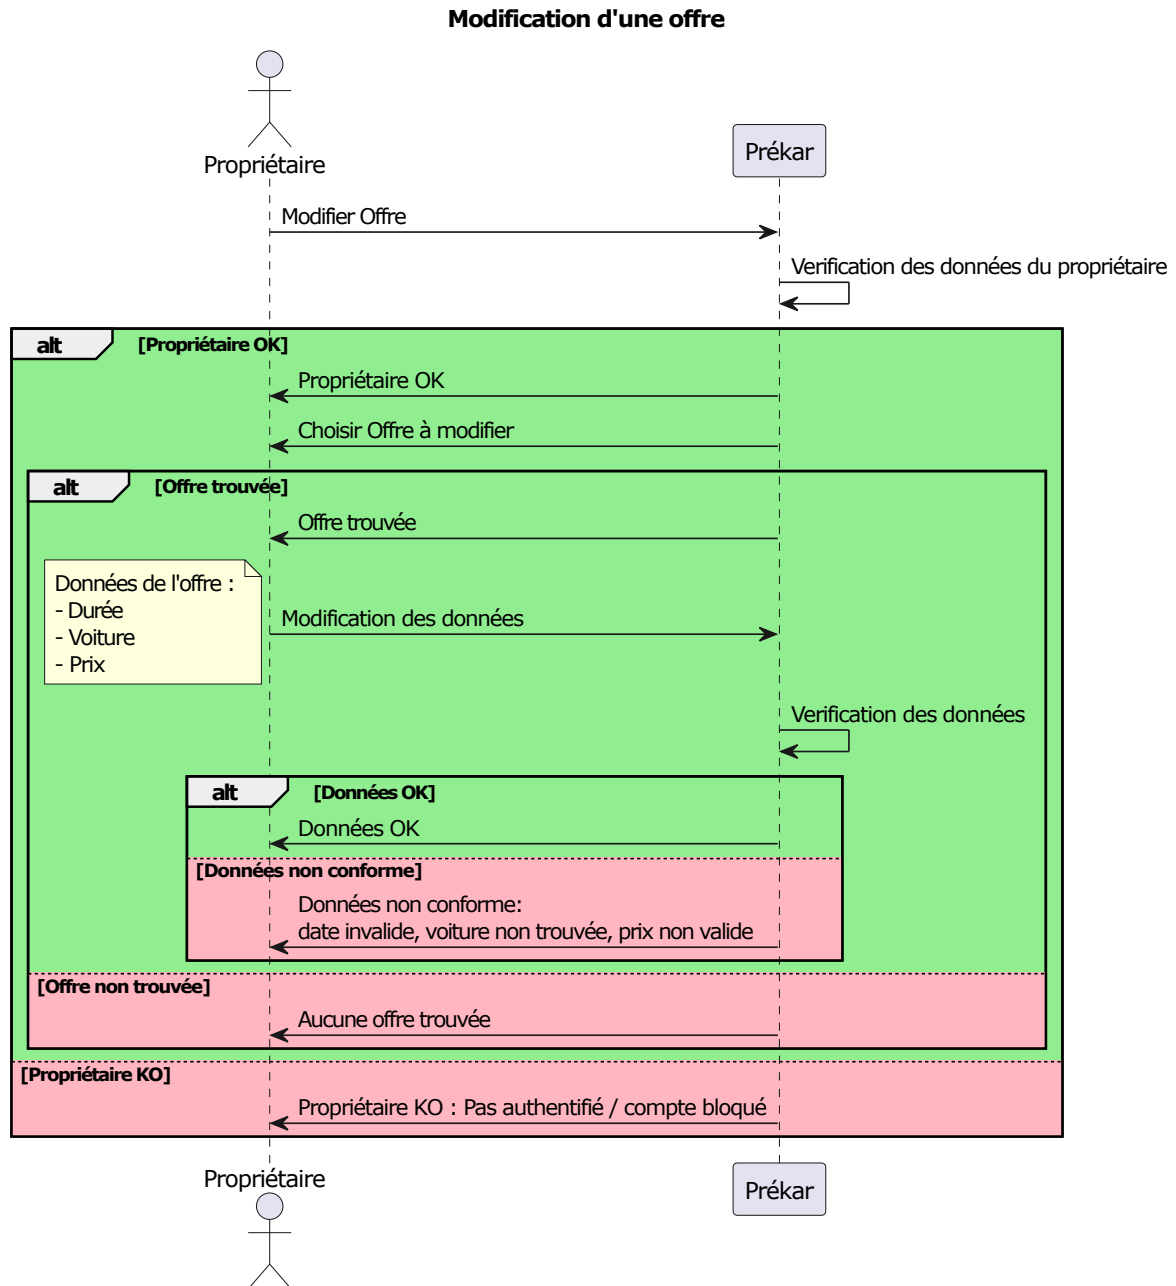 Modification d'une offre
Propriétaire
Prékar
Modifier Offre
Verification des données du propriétaire
alt [Propriétaire OK]
Propriétaire OK
Choisir Offre à modifier
alt [Offre trouvée]
Offre trouvée
Données de l'offre :
- Durée
- Voiture
- Prix
Modification des données
Verification des données
alt [Données OK]
Données OK
[Données non conforme]
Données non conforme:
date invalide, voiture non trouvée, prix non valide
[Offre non trouvée]
Aucune offre trouvée
[Propriétaire KO]
Propriétaire KO : Pas authentifié / compte bloqué
Propriétaire
Prékar